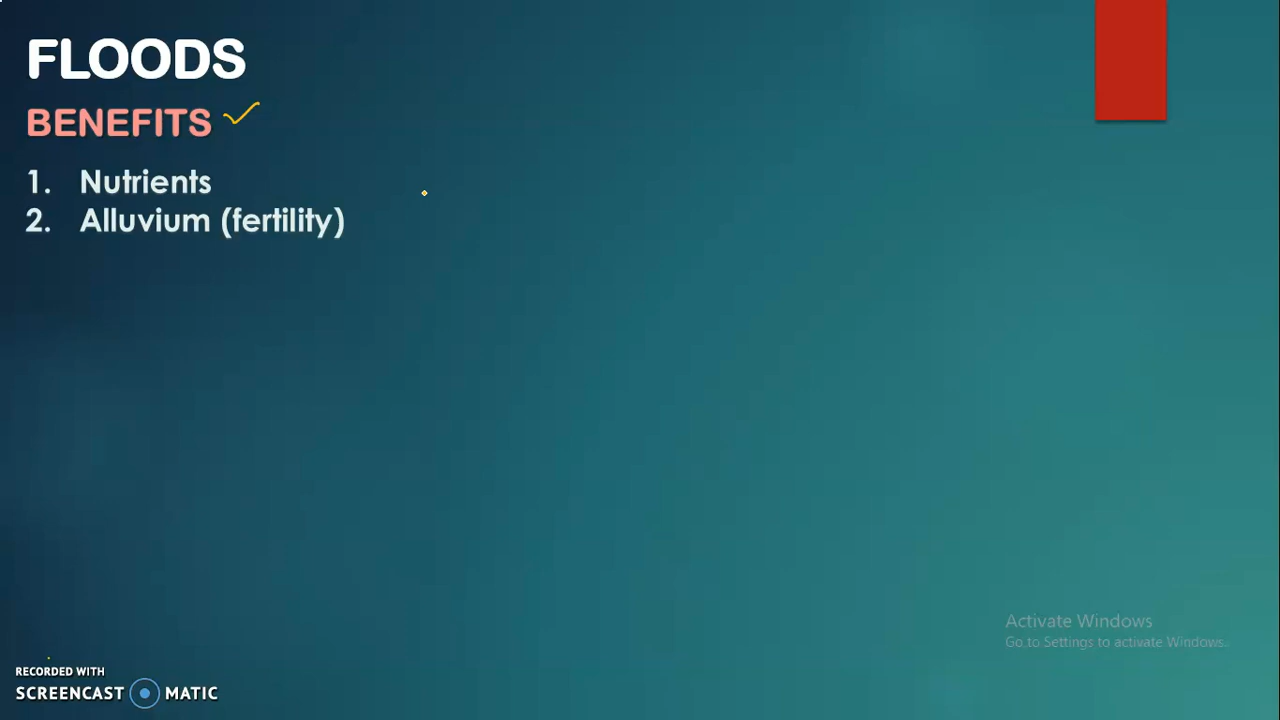 FLOODS
BENEFITS
1. Nutrients
2. Alluvium (fertility)
Activate Windows
Go to Settings to activate Windows.
RECORDED WITH
SCREENCAST MATIC